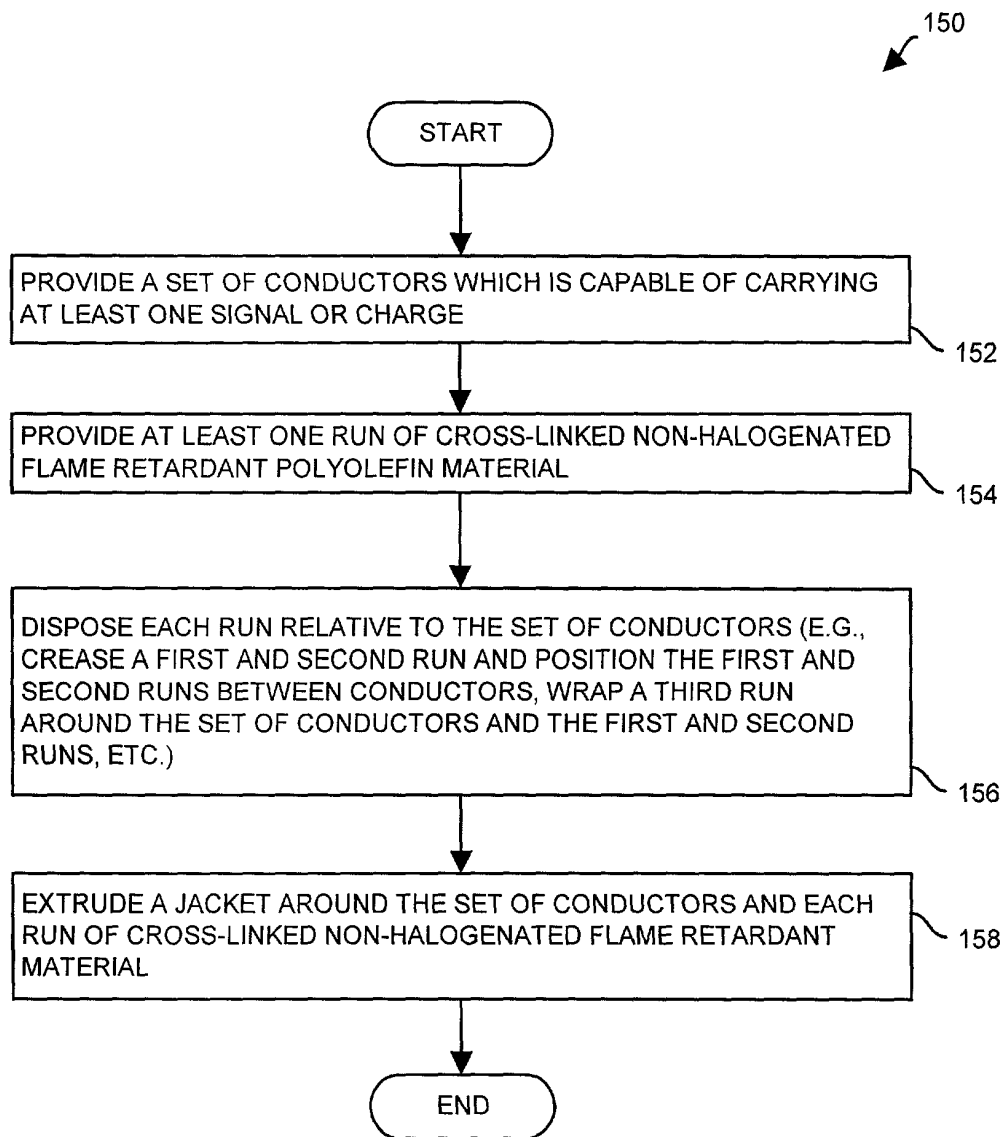 150
START
PROVIDE A SET OF CONDUCTORS WHICH IS CAPABLE OF CARRYING
AT LEAST ONE SIGNAL OR CHARGE
152
PROVIDE AT LEAST ONE RUN OF CROSS-LINKED NON-HALOGENATED
FLAME RETARDANT POLYOLEFIN MATERIAL
154
DISPOSE EACH RUN RELATIVE TO THE SET OF CONDUCTORS (E.G.,
CREASE A FIRST AND SECOND RUN AND POSITION THE FIRST AND
SECOND RUNS BETWEEN CONDUCTORS, WRAP A THIRD RUN
AROUND THE SET OF CONDUCTORS AND THE FIRST AND SECOND
RUNS, ETC.)
156
EXTRUDE A JACKET AROUND THE SET OF CONDUCTORS AND EACH
RUN OF CROSS-LINKED NON-HALOGENATED FLAME RETARDANT
MATERIAL
158
END